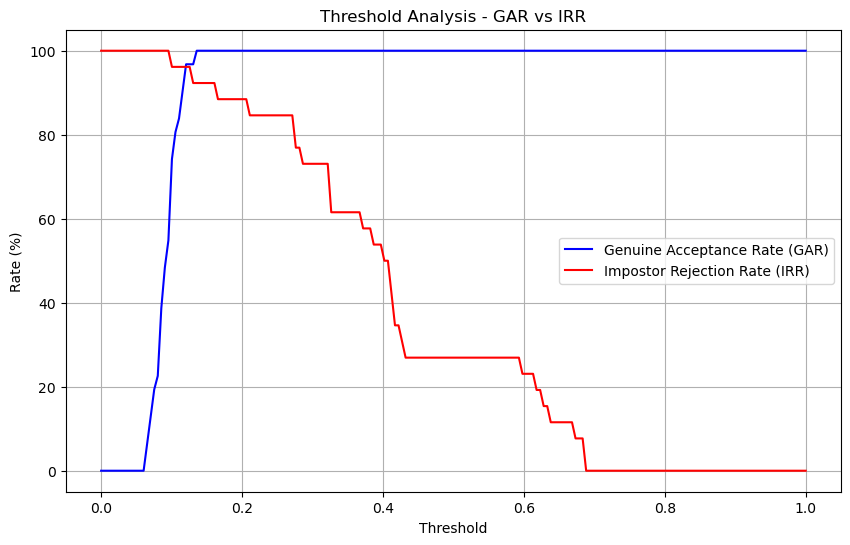 Threshold Analysis - GAR vs IRR
Rate (%)
100
80
60
40
20
0
Genuine Acceptance Rate (GAR)
Impostor Rejection Rate (IRR)
0.0 0.2 0.4 0.6 0.8 1.0
Threshold